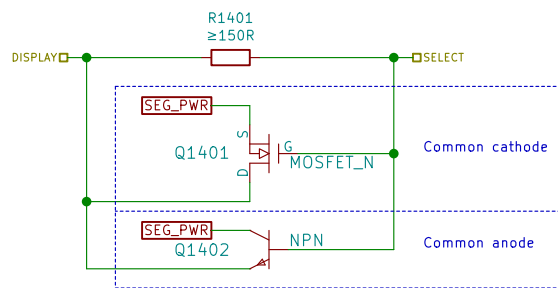 R1401
≥150R
DISPLAY
SELECT
SEG_PWR
S
Q1401
G
MOSFET_N
D
Common cathode
SEG_PWR
Q1402
NPN
Common anode